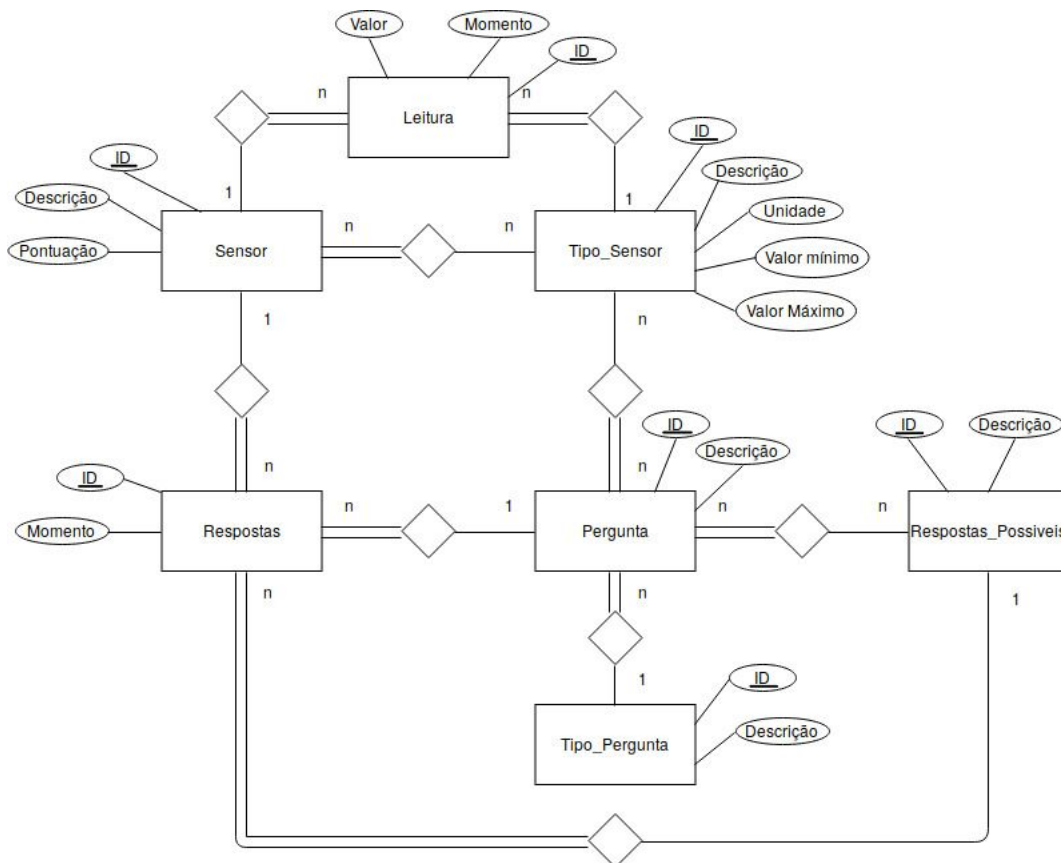 Valor
Momento
ID
n
Leitura
n
ID
ID
Descrição
Descrição
1
1
Unidade
Pontuação
Sensor
n
n
Tipo_Sensor
Valor mínimo
Valor Máximo
1
n
ID
Descrição
ID
Descrição
ID
n
n
Momento
Respostas
n
1
Pergunta
n
n
Respostas_Possiveis
n
n
1
1
ID
Tipo_Pergunta
Descrição